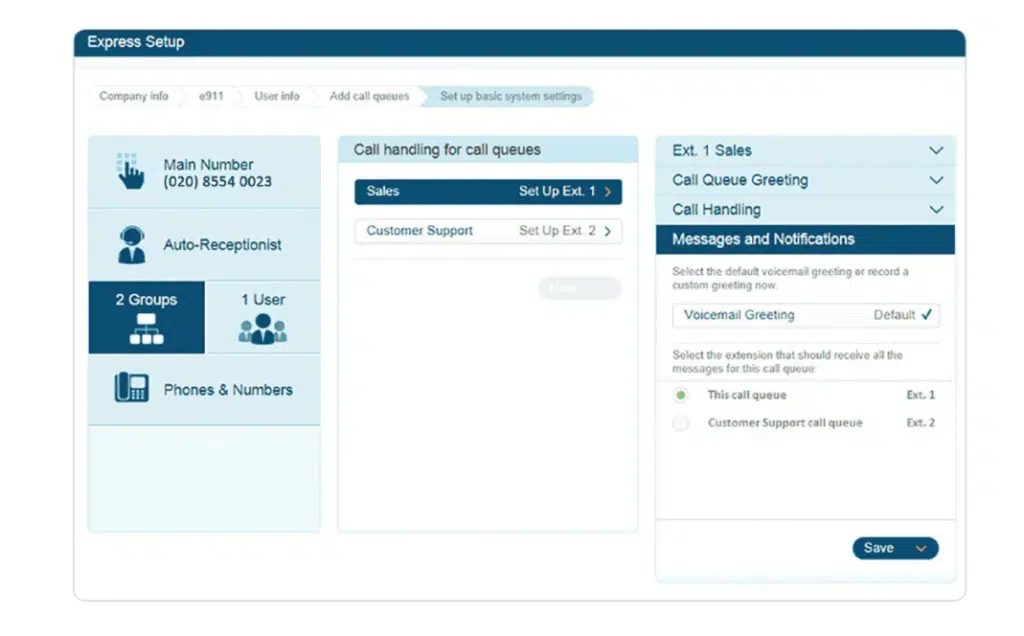 Express Setup
Company info
e911
User info
Add call queues
Set up basic system settings
Main Number
(020) 8554 0023
Auto-Receptionist
2 Groups
1 User
Phones & Numbers
Call handling for call queues
Sales Set Up Ext. 1
Customer Support Set Up Ext. 2
Ext. 1 Sales
Call Queue Greeting
Call Handling
Messages and Notifications
Select the default voicemail greeting or record a
custom greeting now.
Voicemail Greeting Default
Select the extension that should receive all the
messages for this call queue:
This call queue Ext. 1
Customer Support call queue Ext. 2
Save